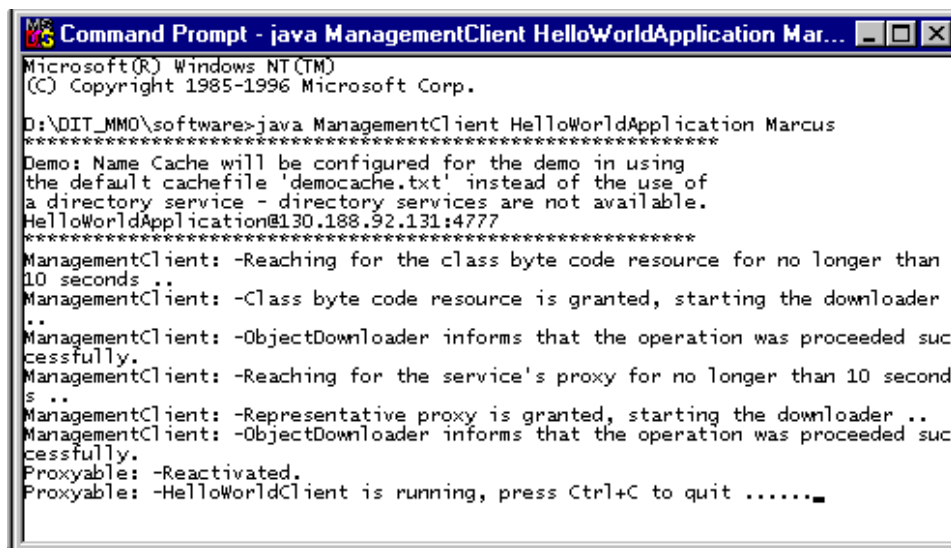 Command Prompt - java ManagementClient HelloWorldApplication Mar...
Microsoft(R) Windows NT(TM)
(C) Copyright 1985-1996 Microsoft Corp.
D:\DIT_MMO\software>java ManagementClient HelloWorldApplication Marcus
***********************************************************
Demo: Name Cache will be configured for the demo in using
the default cachefile 'democache.txt' instead of the use of
a directory service - directory services are not available.
HelloWorldApplication@130.188.92.131:4777
*********************************************************
ManagementClient: -Reaching for the class byte code resource for no longer than
10 seconds ..
ManagementClient: -Class byte code resource is granted, starting the downloader
..
ManagementClient: -ObjectDownloader informs that the operation was proceeded suc
cessfully.
ManagementClient: -Reaching for the service's proxy for no longer than 10 second
s ..
ManagementClient: -Representative proxy is granted, starting the downloader ..
ManagementClient: -ObjectDownloader informs that the operation was proceeded suc
cessfully.
Proxyable: -Reactivated.
Proxyable: -HelloWorldClient is running, press Ctrl+C to quit ......_